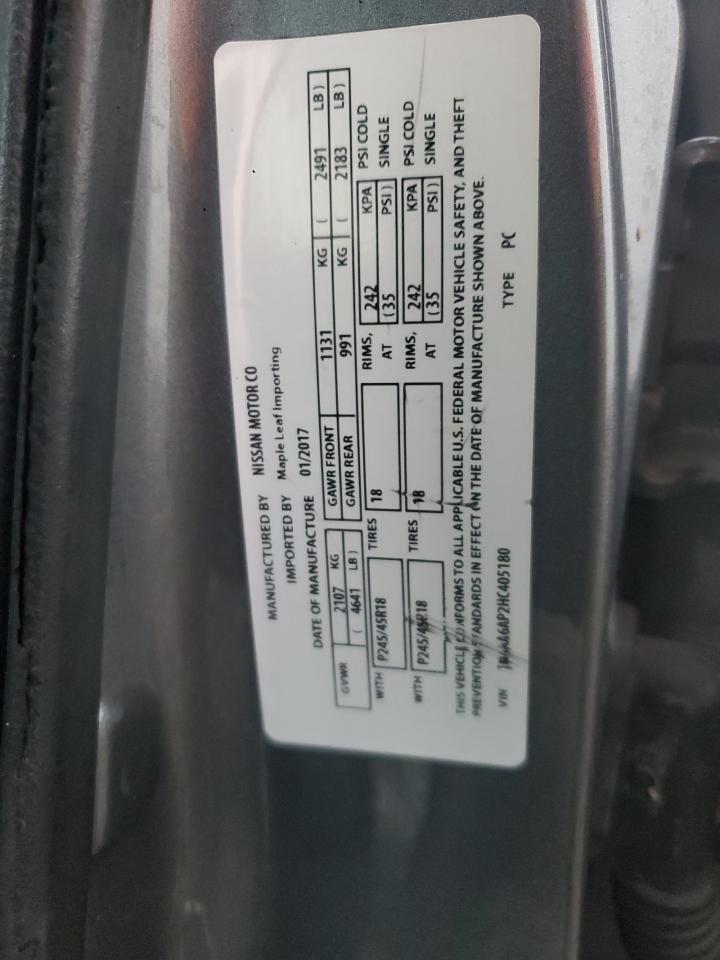 MANUFACTURED BY NISSAN MOTOR CO
IMPORTED BY Maple Leaf Importing
DATE OF MANUFACTURE 01/2017
GVWR 2107 KG
( 4641 LB )
GAWR FRONT 1131 KG ( 2491 LB )
GAWR REAR 991 KG ( 2183 LB )
WITH P245/45R18 TIRES 18 RIMS, 242 KPA PSI COLD
AT ( 35 PSI ) SINGLE
WITH P245/45R18 TIRES 18 RIMS, 242 KPA PSI COLD
AT ( 35 PSI ) SINGLE
THIS VEHICLE CONFORMS TO ALL APPLICABLE U.S. FEDERAL MOTOR VEHICLE SAFETY, AND THEFT
PREVENTION STANDARDS IN EFFECT ON THE DATE OF MANUFACTURE SHOWN ABOVE.
VIN 1N4AA6AP2HC405180 TYPE PC